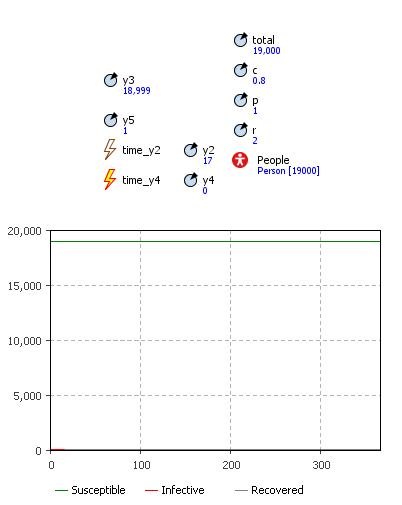 total
19,000
y3
18,999
c
0.8
p
1
y5
1
r
2
time_y2
y2
17
People
Person [19000]
time_y4
y4
0
20,000
15,000
10,000
5,000
0
0 100 200 300
Susceptible Infective Recovered